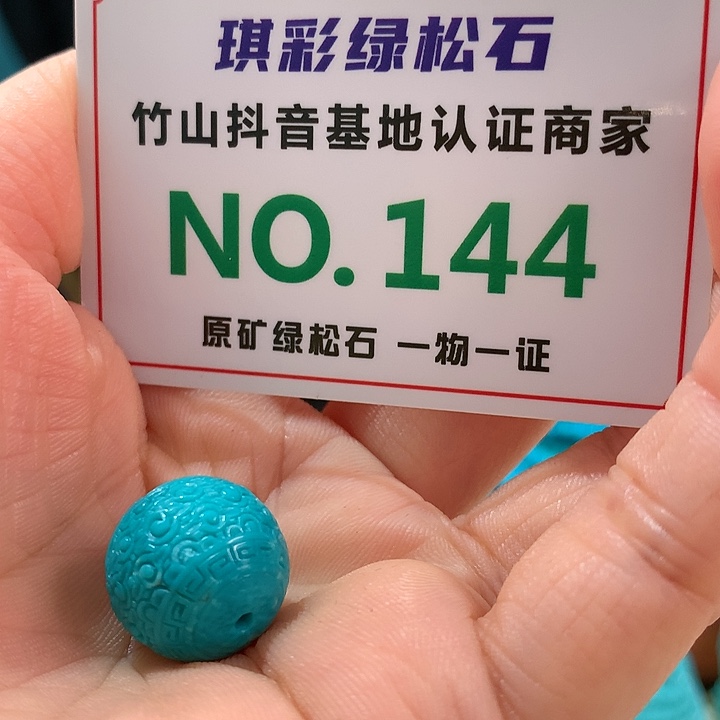 琪彩绿松石
竹山抖音基地认证商家
NO.144
原矿绿松石 一物一证